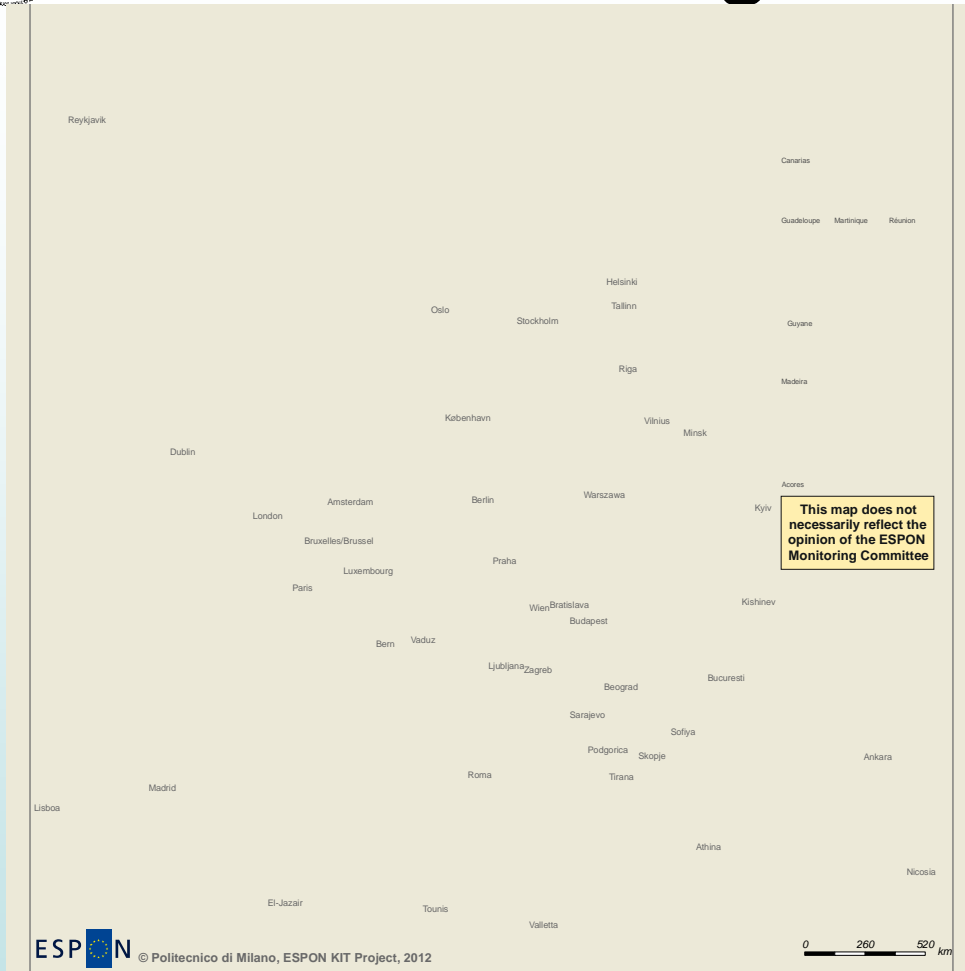 Reykjavik
Canarias
Guadeloupe Martinique Réunion
Helsinki
Tallinn
Oslo
Stockholm
Guyane
Riga
Madeira
København
Vilnius
Minsk
Dublin
Acores
Warszawa
Berlin
Amsterdam
Kyiv
London
This map does not
necessarily reflect the
opinion of the ESPON
Monitoring Committee
Bruxelles/Brussel
Praha
Luxembourg
Paris
Kishinev
Wien Bratislava
Budapest
Vaduz
Bern
Ljubljana Zagreb
Bucuresti
Beograd
Sarajevo
Sofiya
Podgorica
Skopje
Ankara
Roma
Tirana
Madrid
Lisboa
Athina
Nicosia
El-Jazair
Tounis
Valletta
ESPON
© Politecnico di Milano, ESPON KIT Project, 2012
0 260 520
km